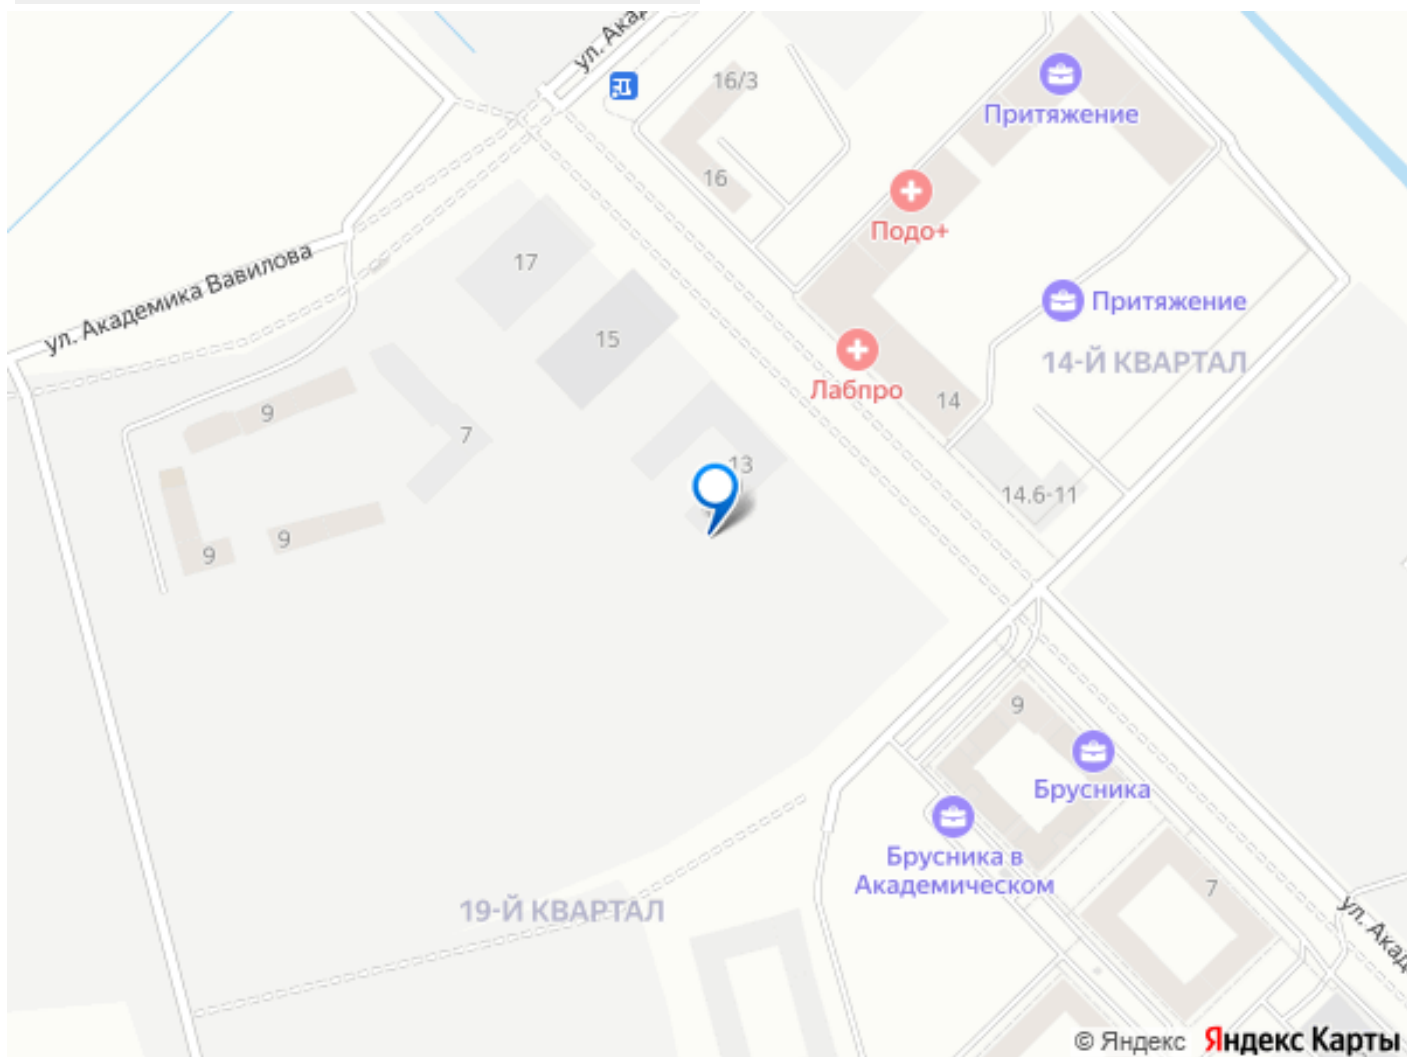 ул. Ака
16/3
Притяжение
16
Подо+
17
ул. Академика Вавилова
15
Притяжение
14-Й КВАРТАЛ
Лабпро
9
14
7
13
14.6-11
9
9
9
Брусника
Брусника в
Академическом
7
19-Й КВАРТАЛ
ул. Акад
© Яндекс Яндекс Карты